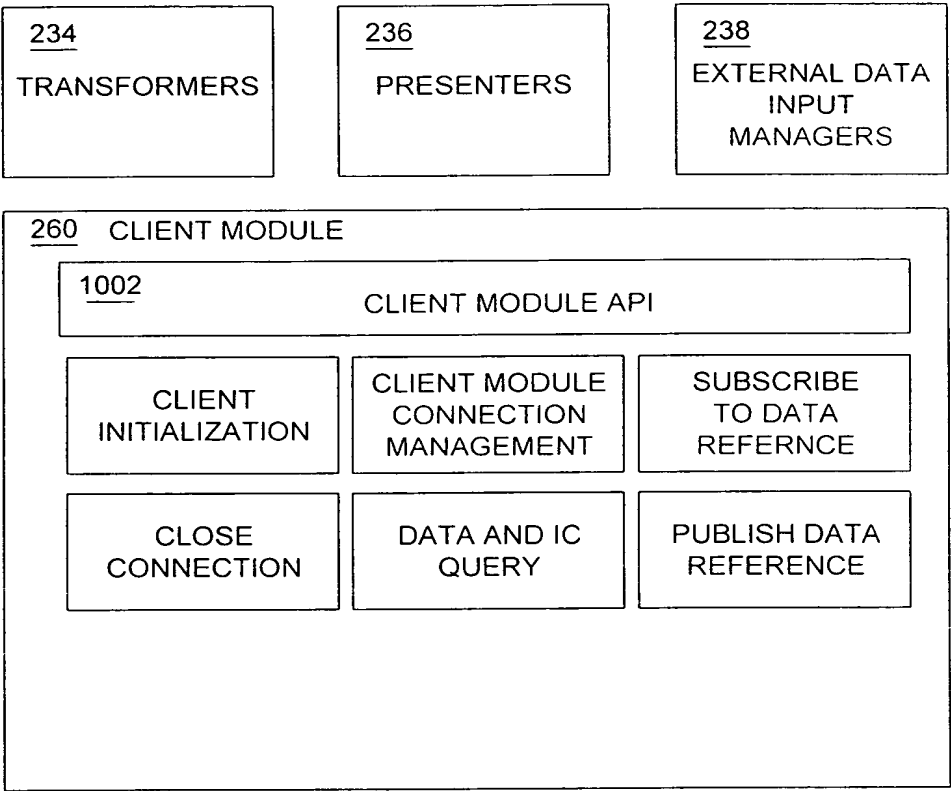 234
TRANSFORMERS
236
PRESENTERS
238
EXTERNAL DATA
INPUT
MANAGERS
260 CLIENT MODULE
1002
CLIENT MODULE API
CLIENT
INITIALIZATION
CLIENT MODULE
CONNECTION
MANAGEMENT
SUBSCRIBE
TO DATA
REFERNCE
CLOSE
CONNECTION
DATA AND IC
QUERY
PUBLISH DATA
REFERENCE